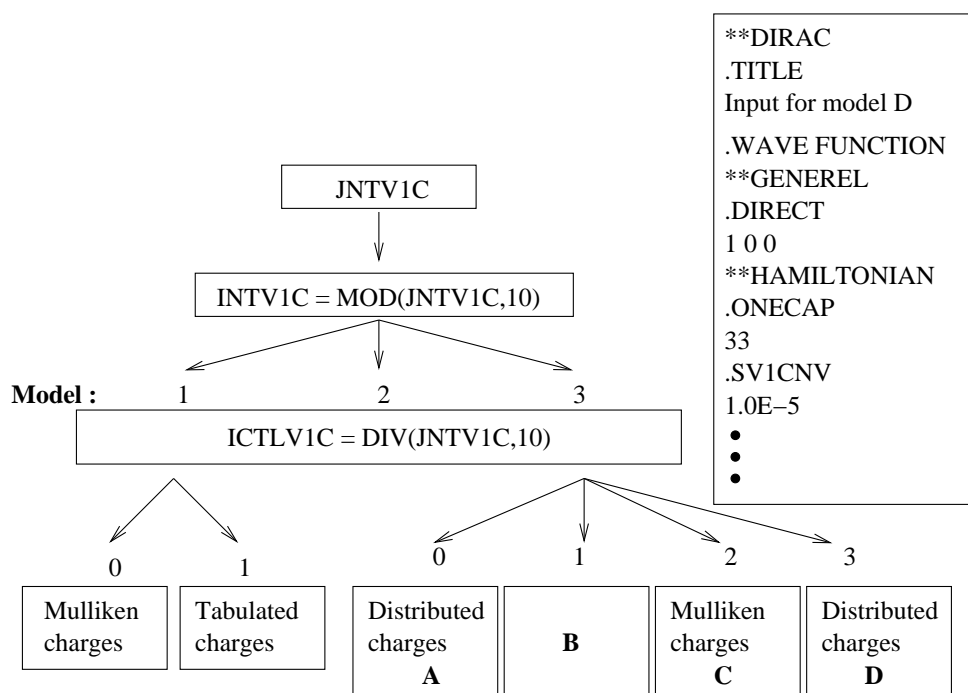 **DIRAC
.TITLE
Input for model D
.WAVE FUNCTION
**GENEREL
.DIRECT
1 0 0
**HAMILTONIAN
.ONECAP
33
.SV1CNV
1.0E−5
JNTV1C
INTV1C = MOD(JNTV1C,10)
Model : 1 2 3
ICTLV1C = DIV(JNTV1C,10)
0 1 0 1 2 3
Mulliken
charges
Tabulated
charges
Distributed
charges
A
B
Mulliken
charges
C
Distributed
charges
D